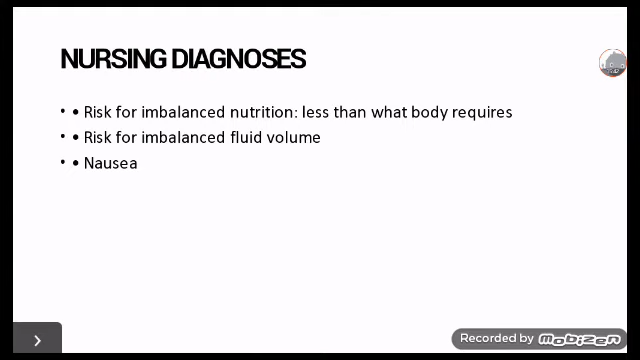 NURSING DIAGNOSES
• • Risk for imbalanced nutrition: less than what body requires
• • Risk for imbalanced fluid volume
• • Nausea
Recorded by mobizen